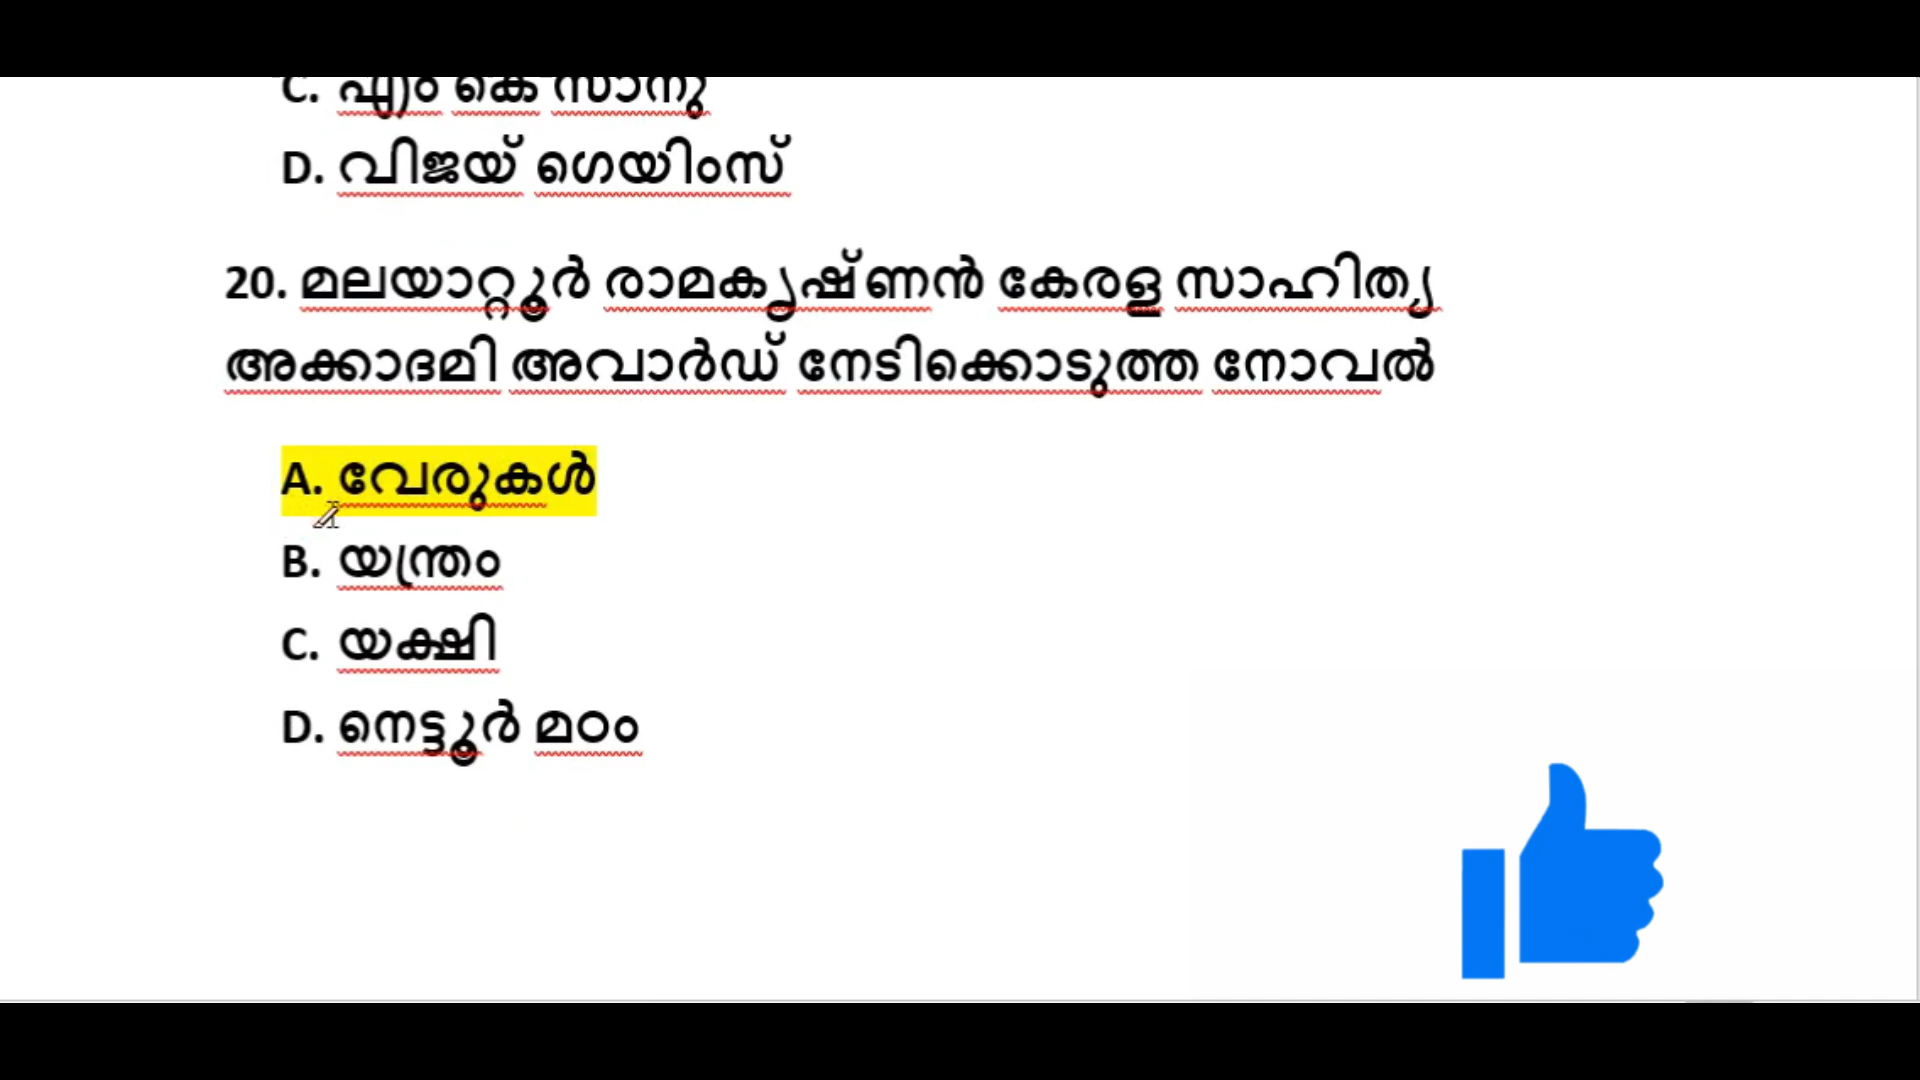 C. എം കെ സാനു
D. വിജയ് ഗെയിംസ്
20. മലയാറ്റൂർ രാമകൃഷ്ണൻ കേരള സാഹിത്യ
അക്കാദമി അവാർഡ് നേടിക്കൊടുത്ത നോവൽ
A. വേരുകൾ
B. യന്ത്രം
C. യക്ഷി
D. നെട്ടൂർ മഠം